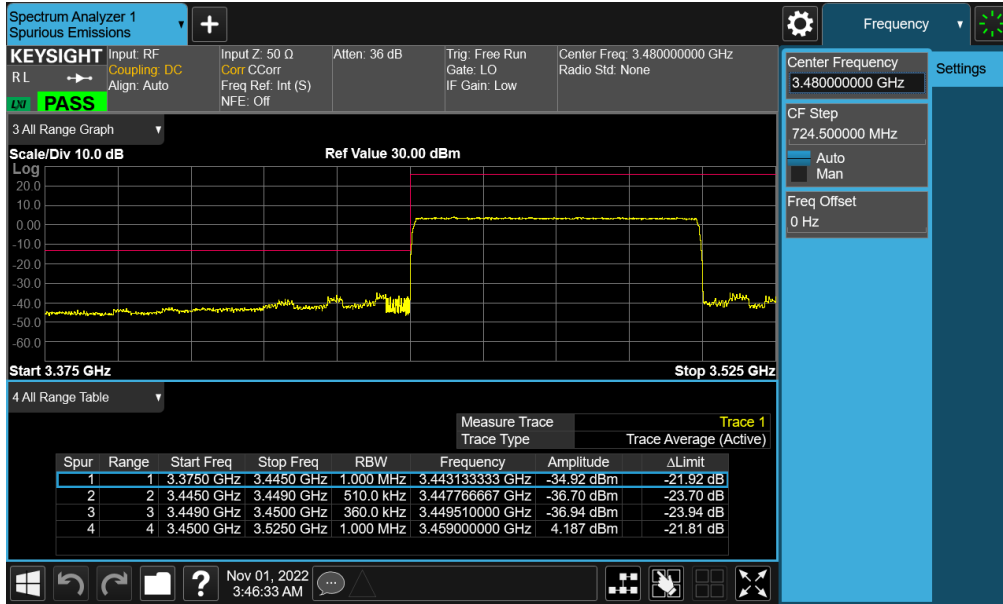 Spectrum Analyzer 1
Spurious Emissions
Frequency
KEYSIGHT
RL
LXI
PASS
Input: RF
Coupling: DC
Align: Auto
Input Z: 50 Ω
Corr CCorr
Freq Ref: Int (S)
NFE: Off
Atten: 36 dB
Trig: Free Run
Gate: LO
IF Gain: Low
Center Freq: 3.480000000 GHz
Radio Std: None
Center Frequency
3.480000000 GHz
Settings
CF Step
724.500000 MHz
Auto
Man
Freq Offset
0 Hz
3 All Range Graph
Scale/Div 10.0 dB
Ref Value 30.00 dBm
Log
20.0
10.0
0.00
-10.0
-20.0
-30.0
-40.0
-50.0
-60.0
Start 3.375 GHz
Stop 3.525 GHz
4 All Range Table
Measure Trace Trace 1
Trace Type Trace Average (Active)
Spur Range Start Freq Stop Freq RBW Frequency Amplitude ΔLimit
1 1 3.3750 GHz 3.4450 GHz 1.000 MHz 3.443133333 GHz -34.92 dBm -21.92 dB
2 2 3.4450 GHz 3.4490 GHz 510.0 kHz 3.447766667 GHz -36.70 dBm -23.70 dB
3 3 3.4490 GHz 3.4500 GHz 360.0 kHz 3.449510000 GHz -36.94 dBm -23.94 dB
4 4 3.4500 GHz 3.5250 GHz 1.000 MHz 3.459000000 GHz 4.187 dBm -21.81 dB
?
Nov 01, 2022
3:46:33 AM